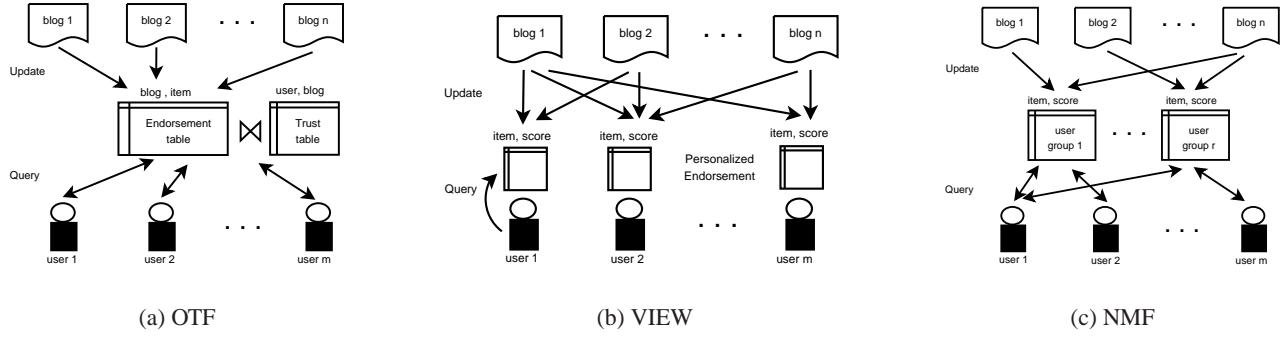 blog 1
blog 2
. . .
blog n
Update
blog , item
user, blog
Endorsement
table
Trust
table
Query
. . .
user 1
user 2
user m
(a) OTF
blog 1
blog 2
. . .
blog n
Update
item, score
item, score
item, score
Personalized
Endorsement
Query
. . .
user 1
user 2
user m
(b) VIEW
blog 1
blog 2
. . .
blog n
Update
item, score
item, score
user
group 1
. . .
user
group r
Query
. . .
user 1
user 2
user m
(c) NMF